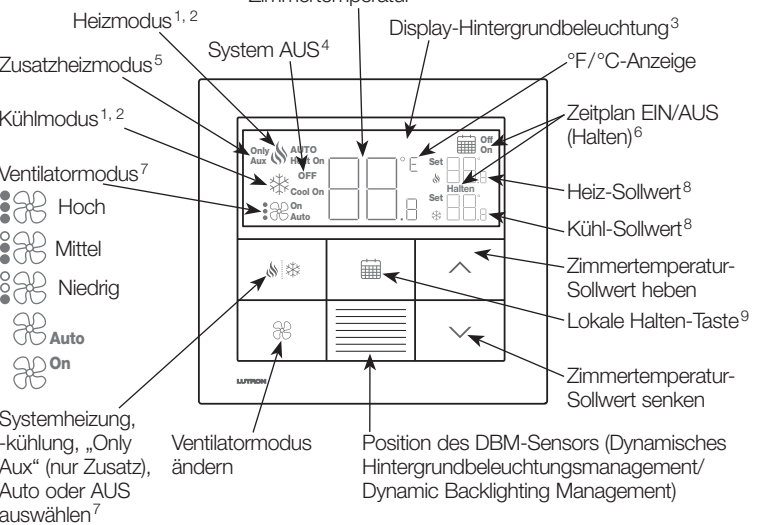 Zimmertemperatur
Heizmodus1, 2
Display-Hintergrundbeleuchtung3
System AUS4
°F/°C-Anzeige
Zusatzheizmodus5
Zeitplan EIN/AUS
(Halten)6
Kühlmodus1, 2
Only
Aux
AUTO
Heat On
OFF
Cool On
On
Auto
Off
On
Set
Halten
Set
Ventilatormodus7
Hoch
Mittel
Niedrig
Auto
On
Heiz-Sollwert8
Kühl-Sollwert8
Zimmertemperatur-
Sollwert heben
Lokale Halten-Taste9
Zimmertemperatur-
Sollwert senken
LUTRON
Systemheizung,
-kühlung, „Only
Aux“ (nur Zusatz),
Auto oder AUS
auswählen7
Ventilatormodus
ändern
Position des DBM-Sensors (Dynamisches
Hintergrundbeleuchtungsmanagement/
Dynamic Backlighting Management)